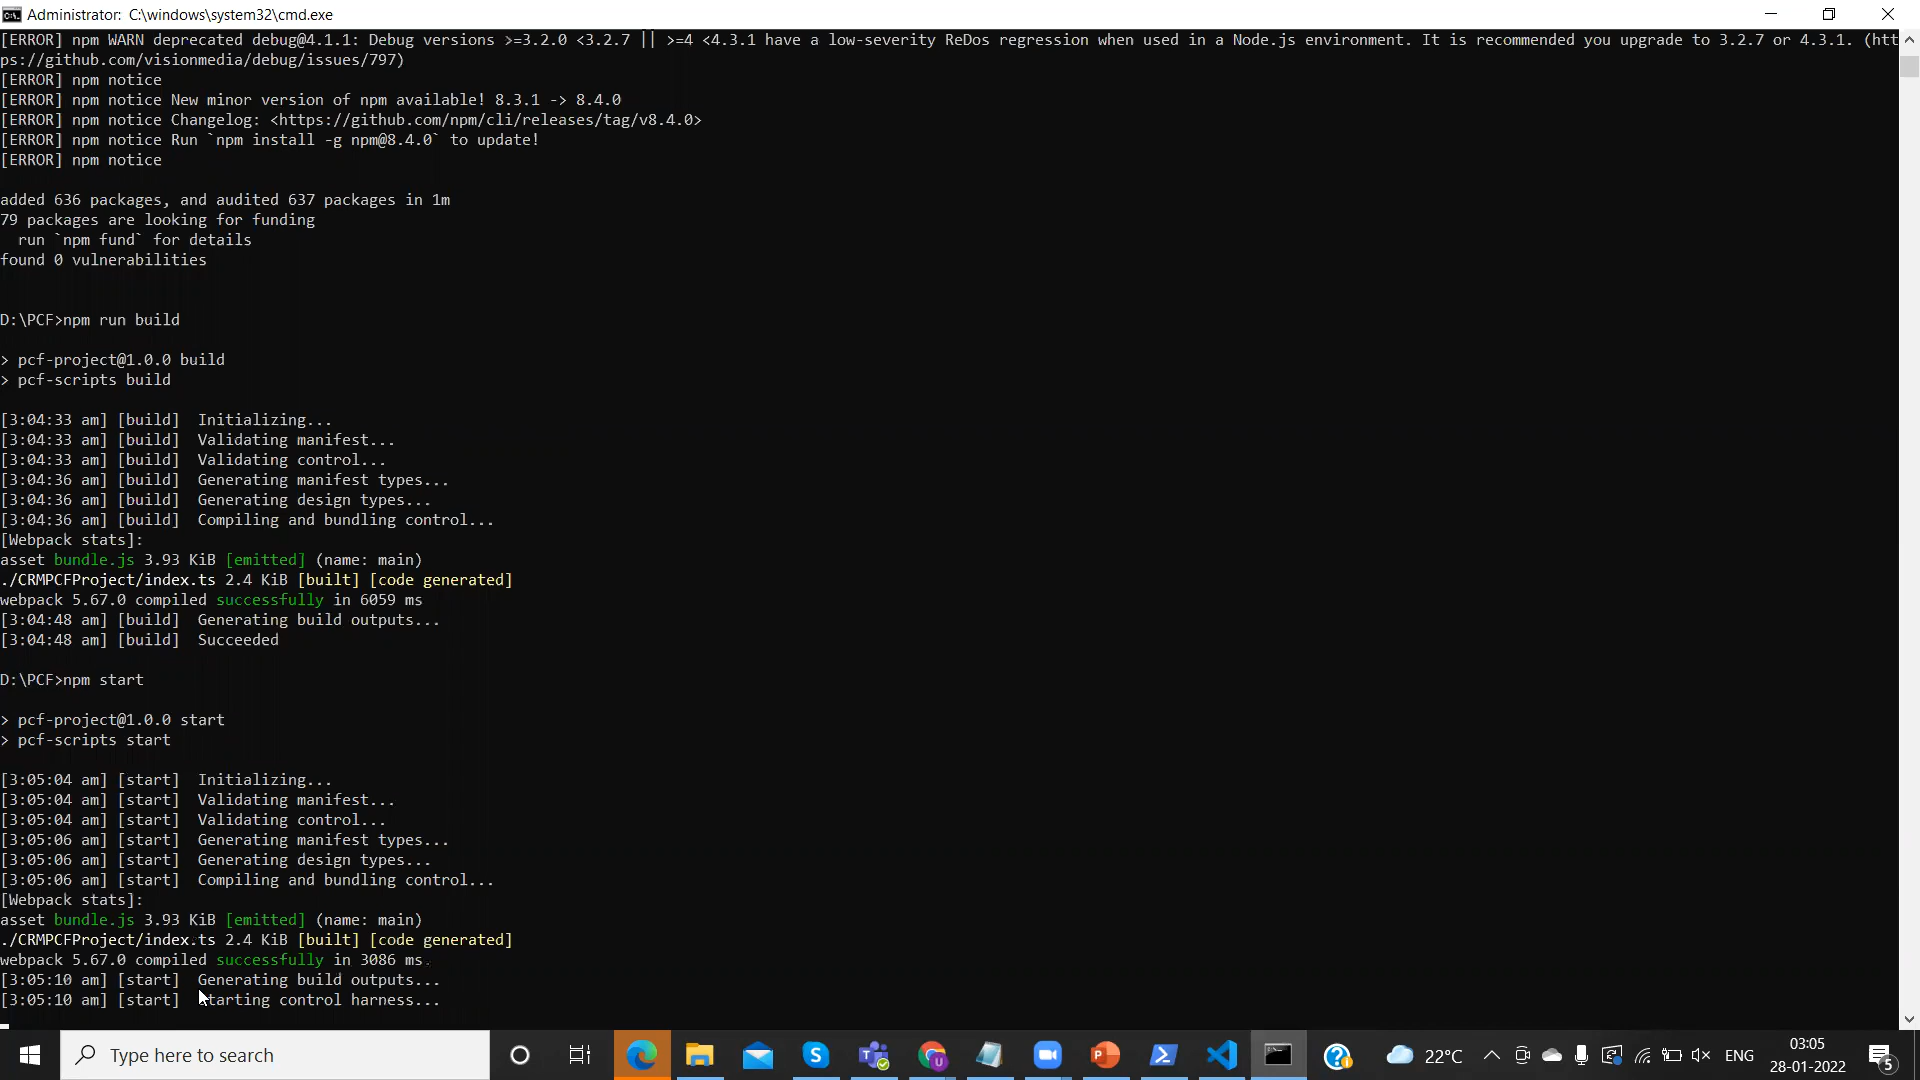 Administrator: C:\windows\system32\cmd.exe
[ERROR] npm WARN deprecated debug@4.1.1: Debug versions >=3.2.0 <3.2.7 || >=4 <4.3.1 have a low-severity ReDos regression when used in a Node.js environment. It is recommended you upgrade to 3.2.7 or 4.3.1. (htt
ps://github.com/visionmedia/debug/issues/797)
[ERROR] npm notice
[ERROR] npm notice New minor version of npm available! 8.3.1 -> 8.4.0
[ERROR] npm notice Changelog: <https://github.com/npm/cli/releases/tag/v8.4.0>
[ERROR] npm notice Run `npm install -g npm@8.4.0` to update!
[ERROR] npm notice
added 636 packages, and audited 637 packages in 1m
79 packages are looking for funding
run `npm fund` for details
found 0 vulnerabilities
D:\PCF>npm run build
> pcf-project@1.0.0 build
> pcf-scripts build
[3:04:33 am] [build]  Initializing...
[3:04:33 am] [build]  Validating manifest...
[3:04:33 am] [build]  Validating control...
[3:04:36 am] [build]  Generating manifest types...
[3:04:36 am] [build]  Generating design types...
[3:04:36 am] [build]  Compiling and bundling control...
[Webpack stats]:
asset bundle.js 3.93 KiB [emitted] (name: main)
./CRMPCFProject/index.ts 2.4 KiB [built] [code generated]
webpack 5.67.0 compiled successfully in 6059 ms
[3:04:48 am] [build]  Generating build outputs...
[3:04:48 am] [build]  Succeeded
D:\PCF>npm start
> pcf-project@1.0.0 start
> pcf-scripts start
[3:05:04 am] [start]  Initializing...
[3:05:04 am] [start]  Validating manifest...
[3:05:04 am] [start]  Validating control...
[3:05:06 am] [start]  Generating manifest types...
[3:05:06 am] [start]  Generating design types...
[3:05:06 am] [start]  Compiling and bundling control...
[Webpack stats]:
asset bundle.js 3.93 KiB [emitted] (name: main)
./CRMPCFProject/index.ts 2.4 KiB [built] [code generated]
webpack 5.67.0 compiled successfully in 3086 ms
[3:05:10 am] [start]  Generating build outputs...
[3:05:10 am] [start]  Starting control harness...
Type here to search
22°C
ENG
03:05
28-01-2022
5